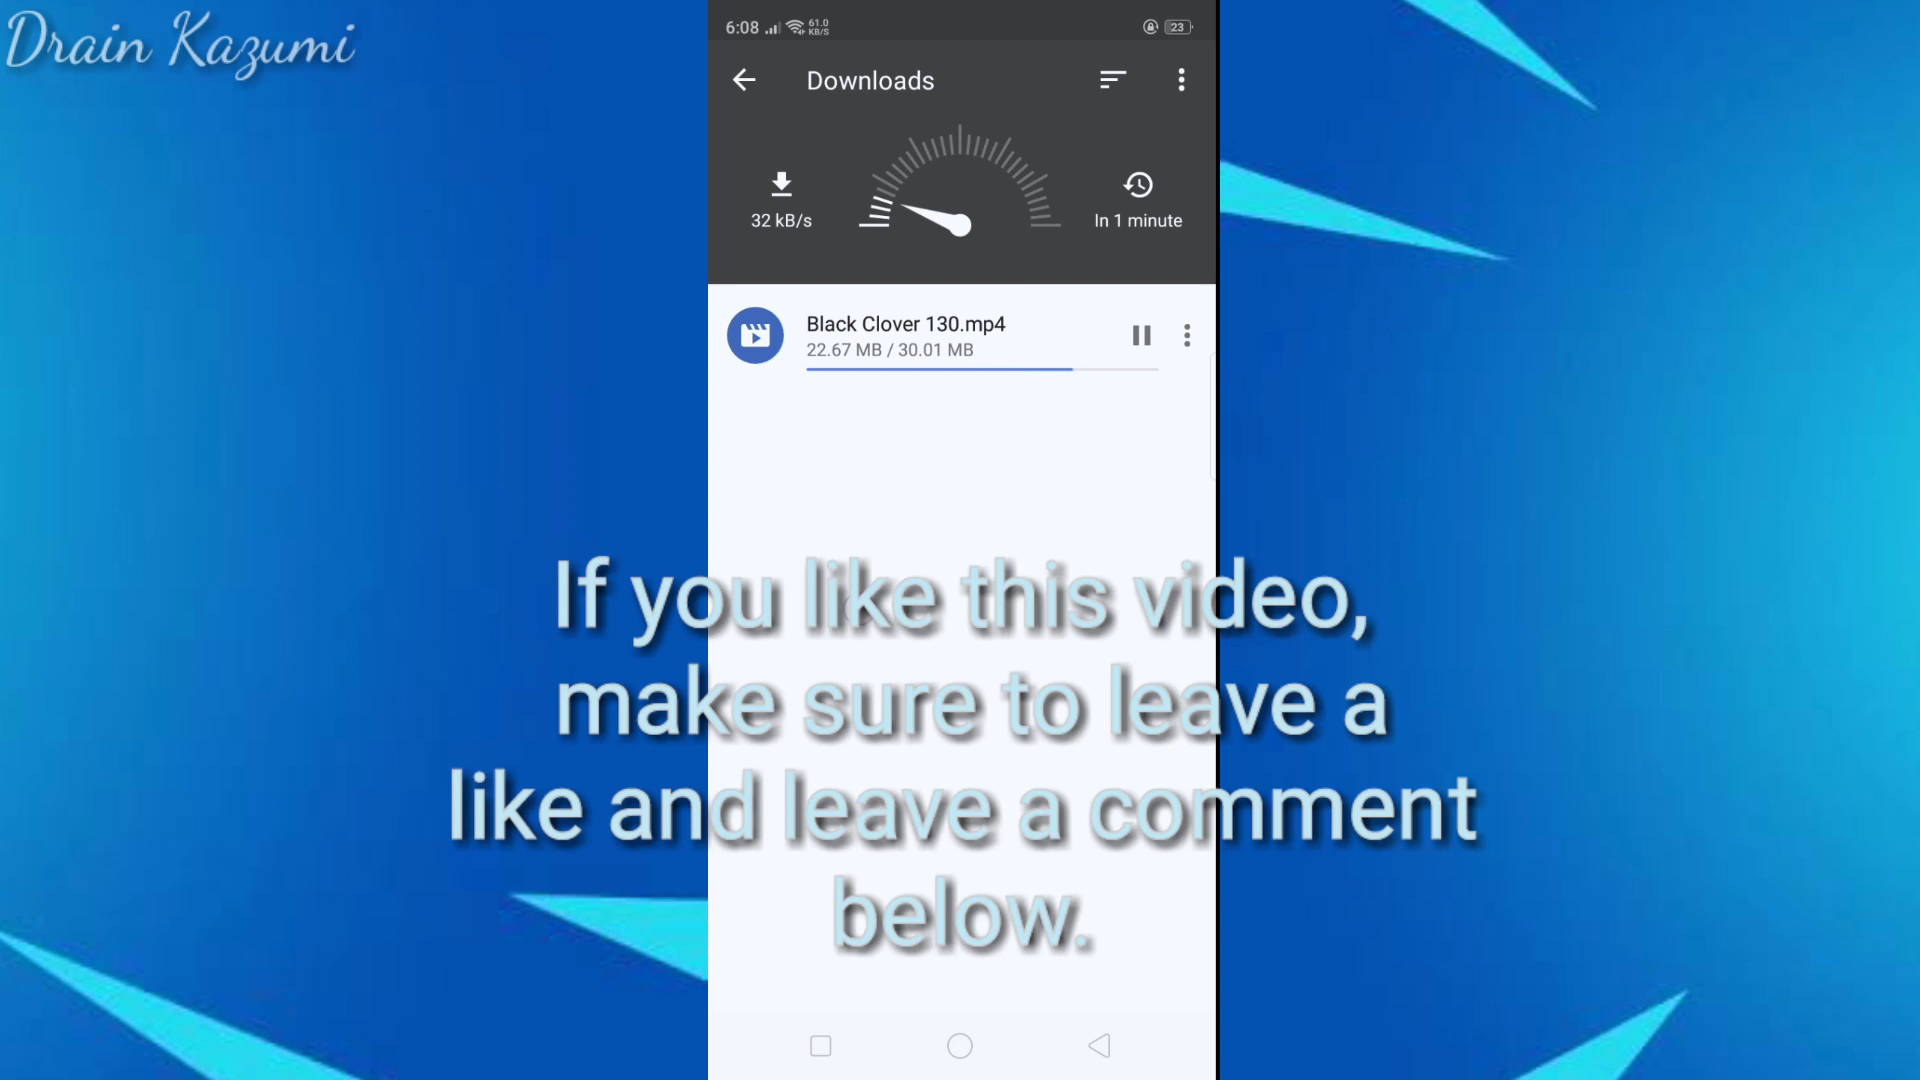 Drain Kazumi
6:08 61.0 KB/S 23
Downloads
32 kB/s
In 1 minute
Black Clover 130.mp4
22.67 MB / 30.01 MB
If you like this video,
make sure to leave a
like and leave a comment
below.